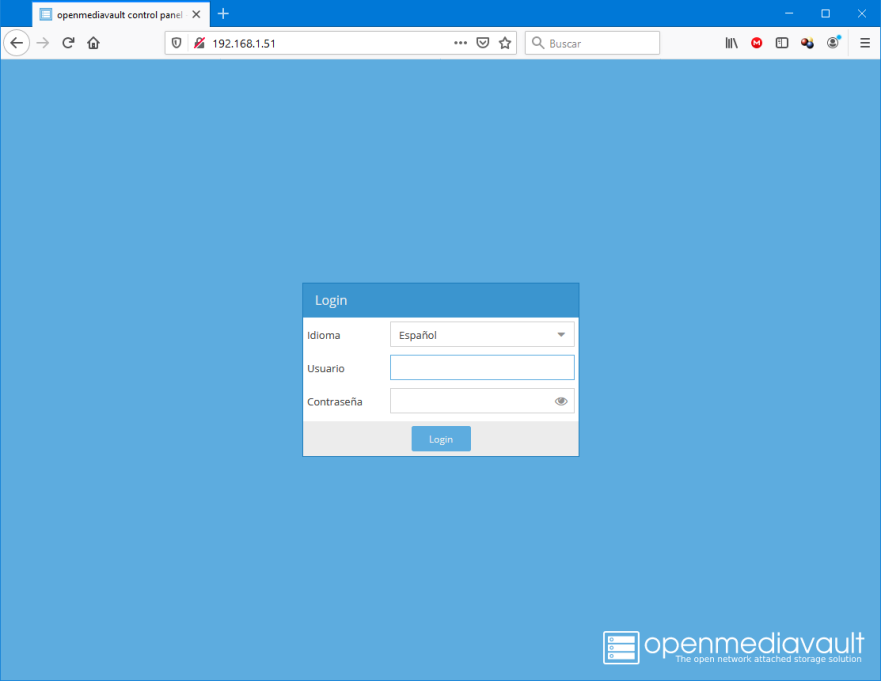 openmediavault control panel
192.168.1.51
Buscar
Login
Idioma
Español
Usuario
Contraseña
Login
openmediavault
The open network attached storage solution